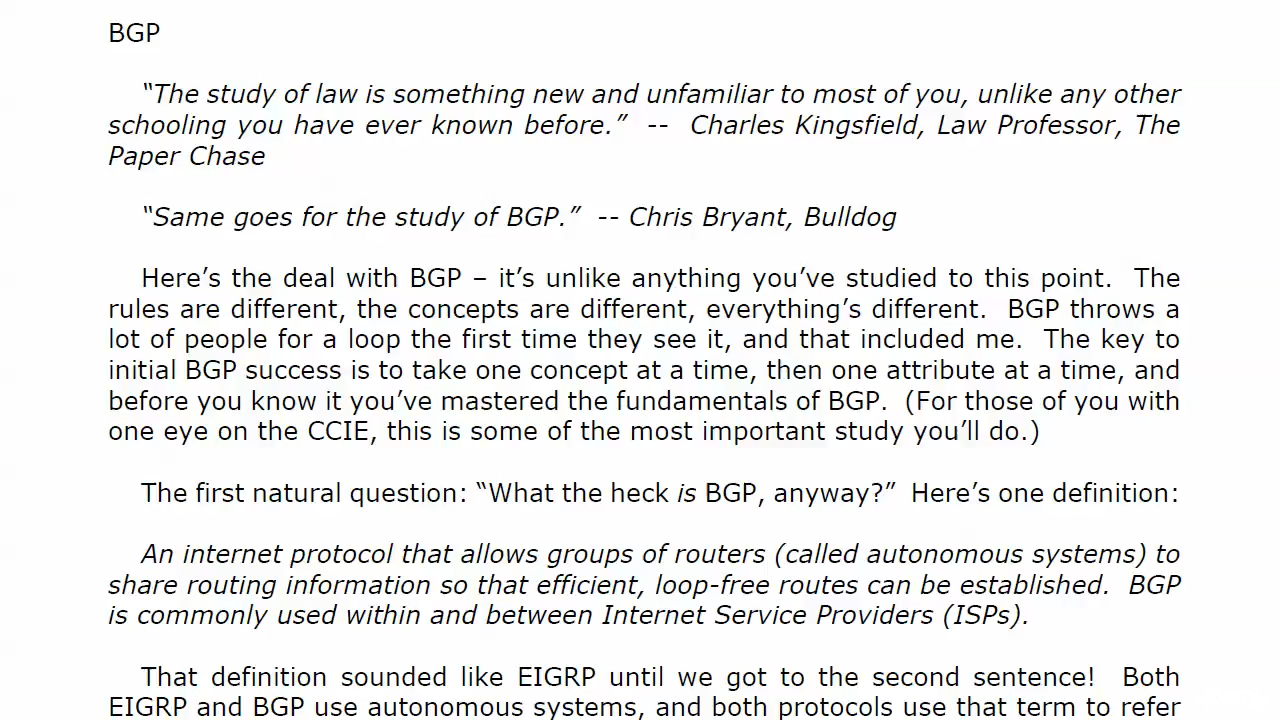 BGP
“The study of law is something new and unfamiliar to most of you, unlike any other
schooling you have ever known before.” -- Charles Kingsfield, Law Professor, The
Paper Chase
“Same goes for the study of BGP.” -- Chris Bryant, Bulldog
Here’s the deal with BGP – it’s unlike anything you’ve studied to this point. The
rules are different, the concepts are different, everything’s different. BGP throws a
lot of people for a loop the first time they see it, and that included me. The key to
initial BGP success is to take one concept at a time, then one attribute at a time, and
before you know it you’ve mastered the fundamentals of BGP. (For those of you with
one eye on the CCIE, this is some of the most important study you’ll do.)
The first natural question: “What the heck is BGP, anyway?” Here’s one definition:
An internet protocol that allows groups of routers (called autonomous systems) to
share routing information so that efficient, loop-free routes can be established. BGP
is commonly used within and between Internet Service Providers (ISPs).
That definition sounded like EIGRP until we got to the second sentence! Both
EIGRP and BGP use autonomous systems, and both protocols use that term to refer